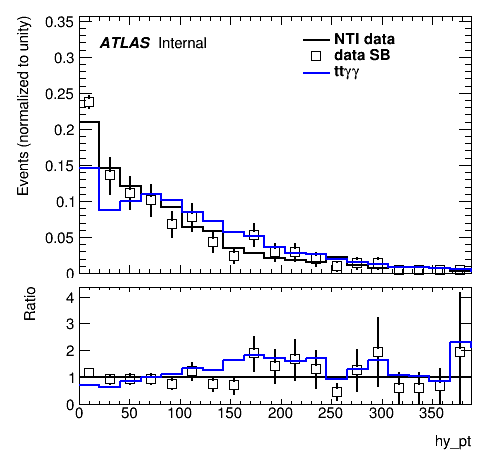 0.35
0.3
0.25
0.2
0.15
0.1
0.05
0
Events (normalized to unity)
ATLAS Internal
NTI data
data SB
ttγγ
4
3
2
1
0
Ratio
0 50 100 150 200 250 300 350
hy_pt